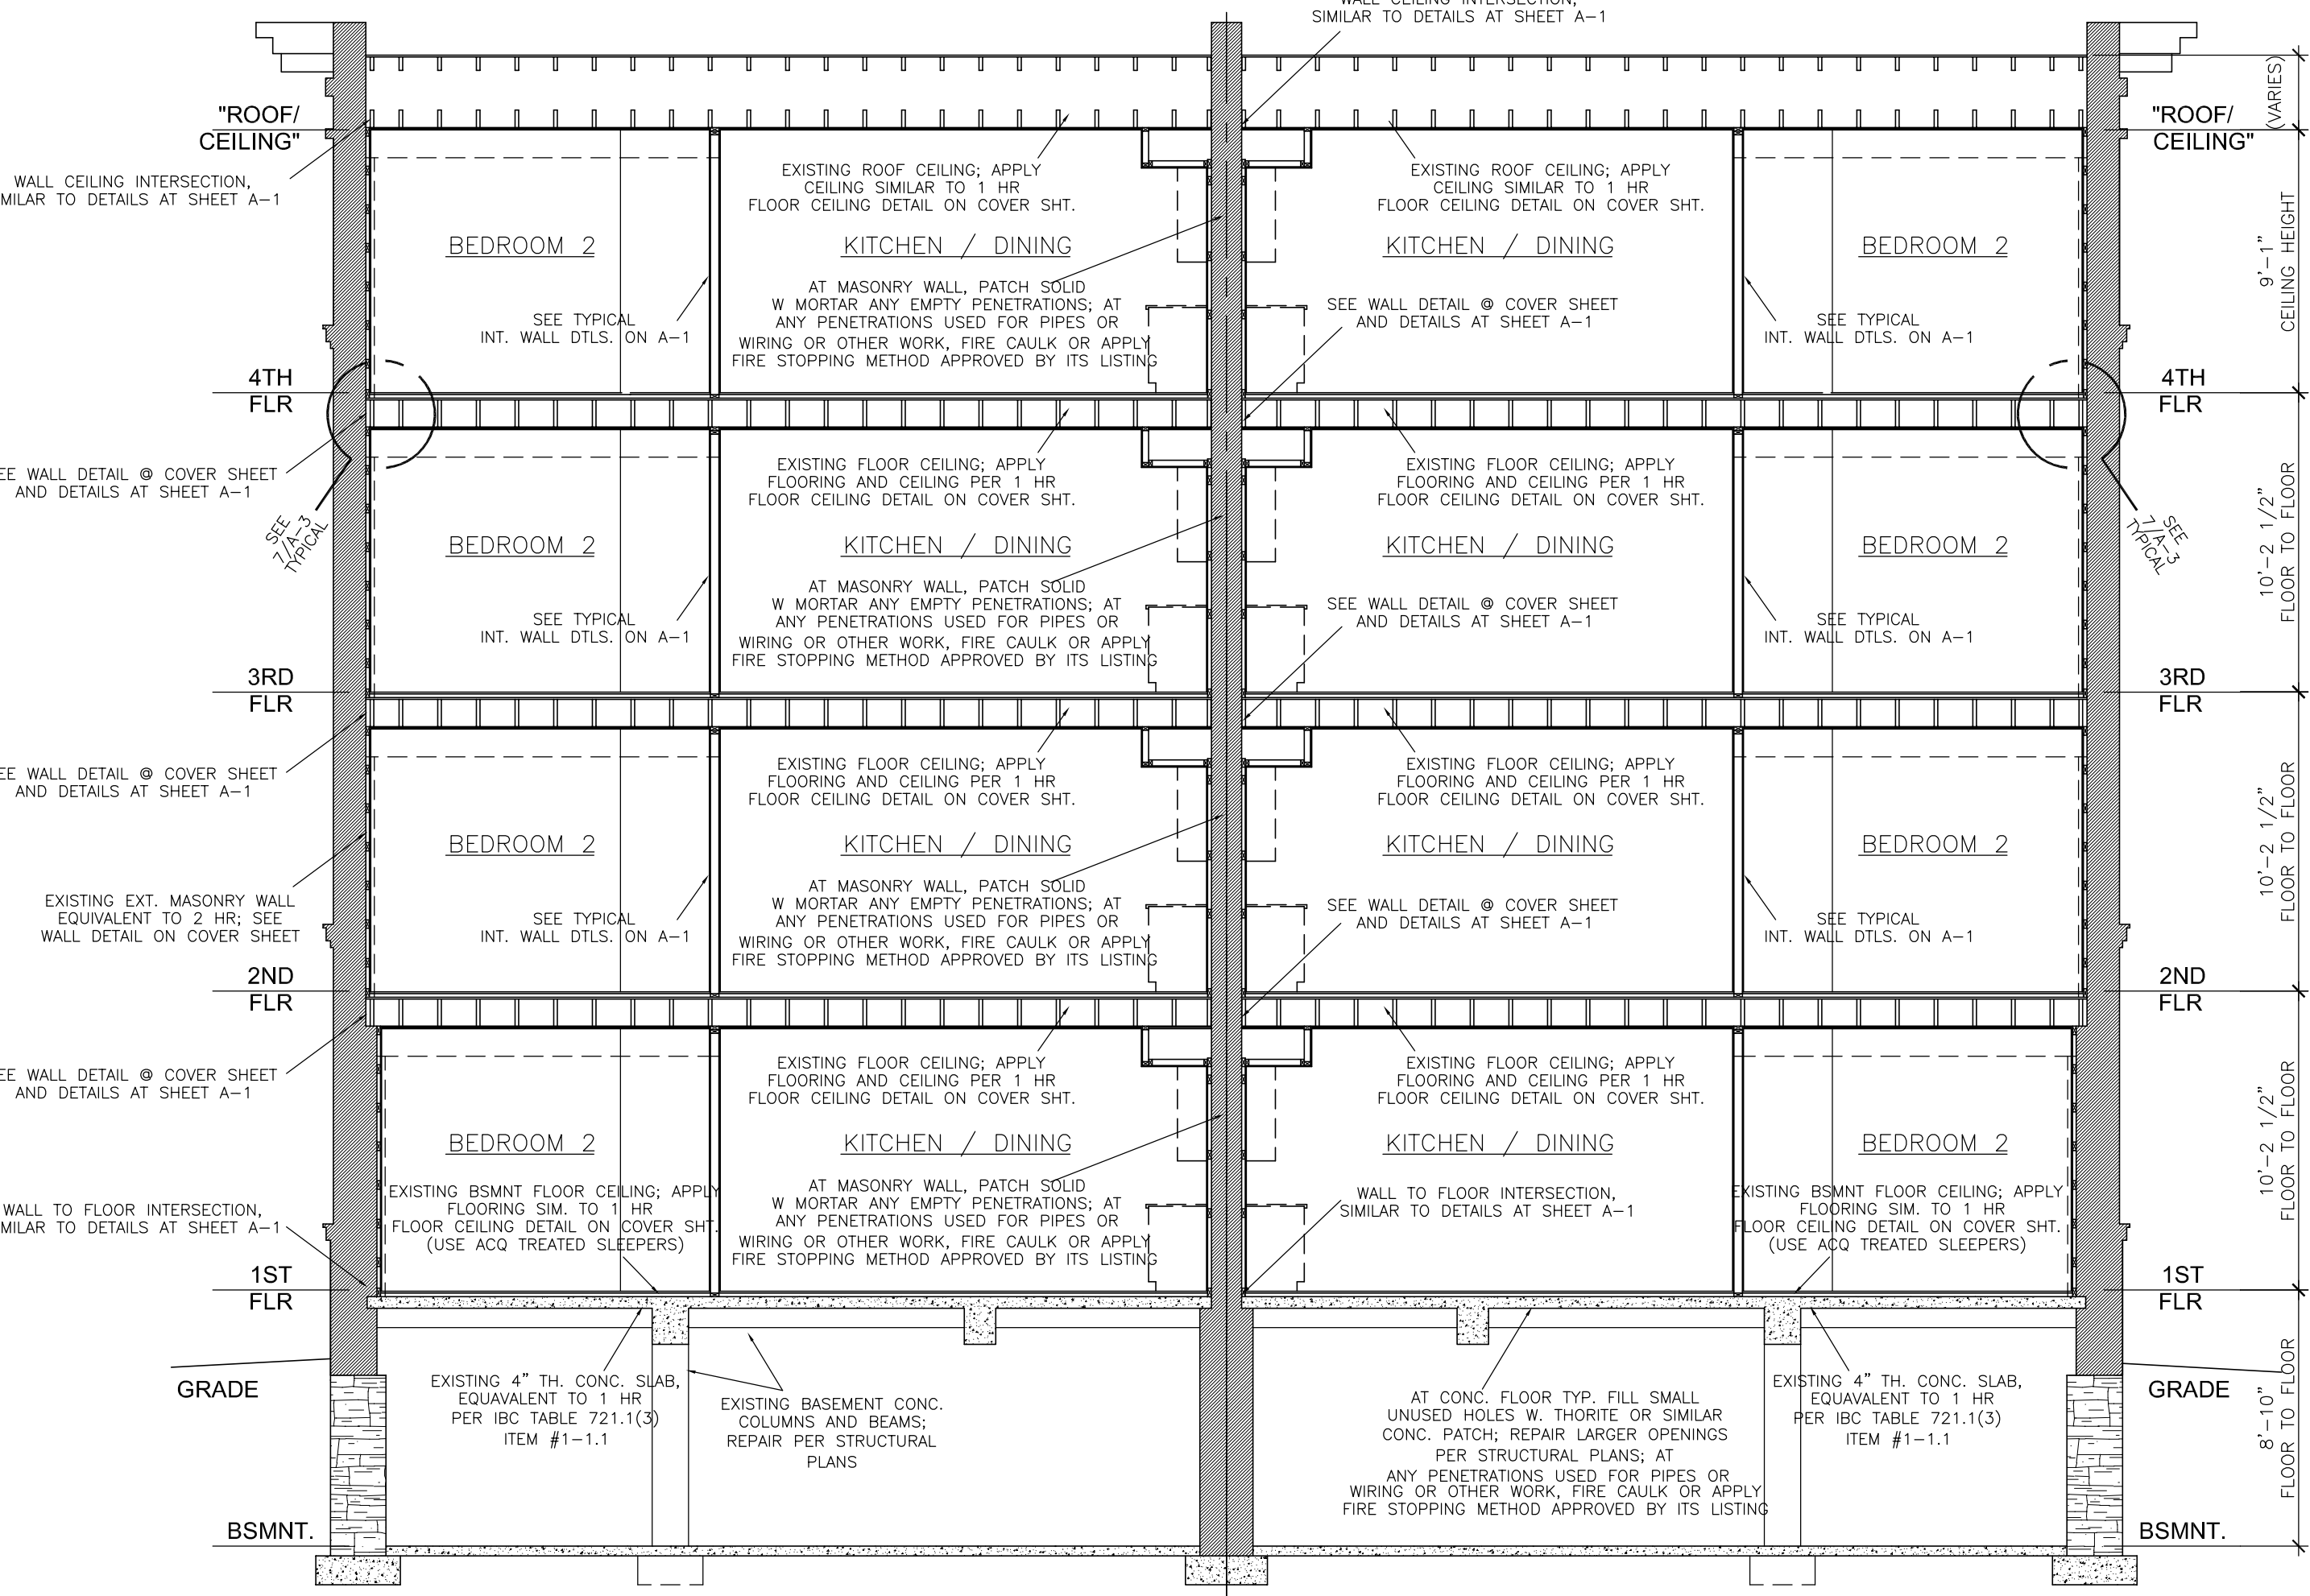 SIMILAR TO DETAILS AT SHEET A-1
"ROOF/
CEILING"
WALL CEILING INTERSECTION,
TO DETAILS AT SHEET A-1
EXISTING ROOF CEILING; APPLY
CEILING SIMILAR TO 1 HR
FLOOR CEILING DETAIL ON COVER SHT.
EXISTING ROOF CEILING; APPLY
CEILING SIMILAR TO 1 HR
FLOOR CEILING DETAIL ON COVER SHT.
"ROOF/
CEILING"
(VARIES)
BEDROOM 2
KITCHEN / DINING
KITCHEN / DINING
BEDROOM 2
9'-1"
CEILING HEIGHT
SEE TYPICAL
INT. WALL DTLS. ON A-1
AT MASONRY WALL, PATCH SOLID
W MORTAR ANY EMPTY PENETRATIONS; AT
ANY PENETRATIONS USED FOR PIPES OR
WIRING OR OTHER WORK, FIRE CAULK OR APPLY
FIRE STOPPING METHOD APPROVED BY ITS LISTING
SEE WALL DETAIL @ COVER SHEET
AND DETAILS AT SHEET A-1
SEE TYPICAL
INT. WALL DTLS. ON A-1
4TH
FLR
4TH
FLR
WALL DETAIL @ COVER SHEET
AND DETAILS AT SHEET A-1
SEE
7/A-3
TYPICAL
EXISTING FLOOR CEILING; APPLY
FLOORING AND CEILING PER 1 HR
FLOOR CEILING DETAIL ON COVER SHT.
EXISTING FLOOR CEILING; APPLY
FLOORING AND CEILING PER 1 HR
FLOOR CEILING DETAIL ON COVER SHT.
SEE
7/A-3
TYPICAL
BEDROOM 2
KITCHEN / DINING
KITCHEN / DINING
BEDROOM 2
10'-2 1/2"
FLOOR TO FLOOR
SEE TYPICAL
INT. WALL DTLS. ON A-1
AT MASONRY WALL, PATCH SOLID
W MORTAR ANY EMPTY PENETRATIONS; AT
ANY PENETRATIONS USED FOR PIPES OR
WIRING OR OTHER WORK, FIRE CAULK OR APPLY
FIRE STOPPING METHOD APPROVED BY ITS LISTING
SEE WALL DETAIL @ COVER SHEET
AND DETAILS AT SHEET A-1
SEE TYPICAL
INT. WALL DTLS. ON A-1
3RD
FLR
3RD
FLR
WALL DETAIL @ COVER SHEET
AND DETAILS AT SHEET A-1
EXISTING FLOOR CEILING; APPLY
FLOORING AND CEILING PER 1 HR
FLOOR CEILING DETAIL ON COVER SHT.
EXISTING FLOOR CEILING; APPLY
FLOORING AND CEILING PER 1 HR
FLOOR CEILING DETAIL ON COVER SHT.
BEDROOM 2
KITCHEN / DINING
KITCHEN / DINING
BEDROOM 2
10'-2 1/2"
FLOOR TO FLOOR
EXISTING EXT. MASONRY WALL
EQUIVALENT TO 2 HR; SEE
WALL DETAIL ON COVER SHEET
SEE TYPICAL
INT. WALL DTLS. ON A-1
AT MASONRY WALL, PATCH SOLID
W MORTAR ANY EMPTY PENETRATIONS; AT
ANY PENETRATIONS USED FOR PIPES OR
WIRING OR OTHER WORK, FIRE CAULK OR APPLY
FIRE STOPPING METHOD APPROVED BY ITS LISTING
SEE WALL DETAIL @ COVER SHEET
AND DETAILS AT SHEET A-1
SEE TYPICAL
INT. WALL DTLS. ON A-1
2ND
FLR
2ND
FLR
WALL DETAIL @ COVER SHEET
AND DETAILS AT SHEET A-1
EXISTING FLOOR CEILING; APPLY
FLOORING AND CEILING PER 1 HR
FLOOR CEILING DETAIL ON COVER SHT.
EXISTING FLOOR CEILING; APPLY
FLOORING AND CEILING PER 1 HR
FLOOR CEILING DETAIL ON COVER SHT.
BEDROOM 2
KITCHEN / DINING
KITCHEN / DINING
BEDROOM 2
10'-2 1/2"
FLOOR TO FLOOR
WALL TO FLOOR INTERSECTION,
TO DETAILS AT SHEET A-1
EXISTING BSMNT FLOOR CEILING; APPLY
FLOORING SIM. TO 1 HR
FLOOR CEILING DETAIL ON COVER SHT.
(USE ACQ TREATED SLEEPERS)
AT MASONRY WALL, PATCH SOLID
W MORTAR ANY EMPTY PENETRATIONS; AT
ANY PENETRATIONS USED FOR PIPES OR
WIRING OR OTHER WORK, FIRE CAULK OR APPLY
FIRE STOPPING METHOD APPROVED BY ITS LISTING
WALL TO FLOOR INTERSECTION,
SIMILAR TO DETAILS AT SHEET A-1
EXISTING BSMNT FLOOR CEILING; APPLY
FLOORING SIM. TO 1 HR
FLOOR CEILING DETAIL ON COVER SHT.
(USE ACQ TREATED SLEEPERS)
1ST
FLR
1ST
FLR
GRADE
EXISTING 4" TH. CONC. SLAB,
EQUAVALENT TO 1 HR
PER IBC TABLE 721.1(3)
ITEM #1-1.1
EXISTING BASEMENT CONC.
COLUMNS AND BEAMS;
REPAIR PER STRUCTURAL
PLANS
AT CONC. FLOOR TYP. FILL SMALL
UNUSED HOLES W. THORITE OR SIMILAR
CONC. PATCH; REPAIR LARGER OPENINGS
PER STRUCTURAL PLANS; AT
ANY PENETRATIONS USED FOR PIPES OR
WIRING OR OTHER WORK, FIRE CAULK OR APPLY
FIRE STOPPING METHOD APPROVED BY ITS LISTING
EXISTING 4" TH. CONC. SLAB,
EQUAVALENT TO 1 HR
PER IBC TABLE 721.1(3)
ITEM #1-1.1
GRADE
8'-10"
FLOOR TO FLOOR
BSMNT.
BSMNT.